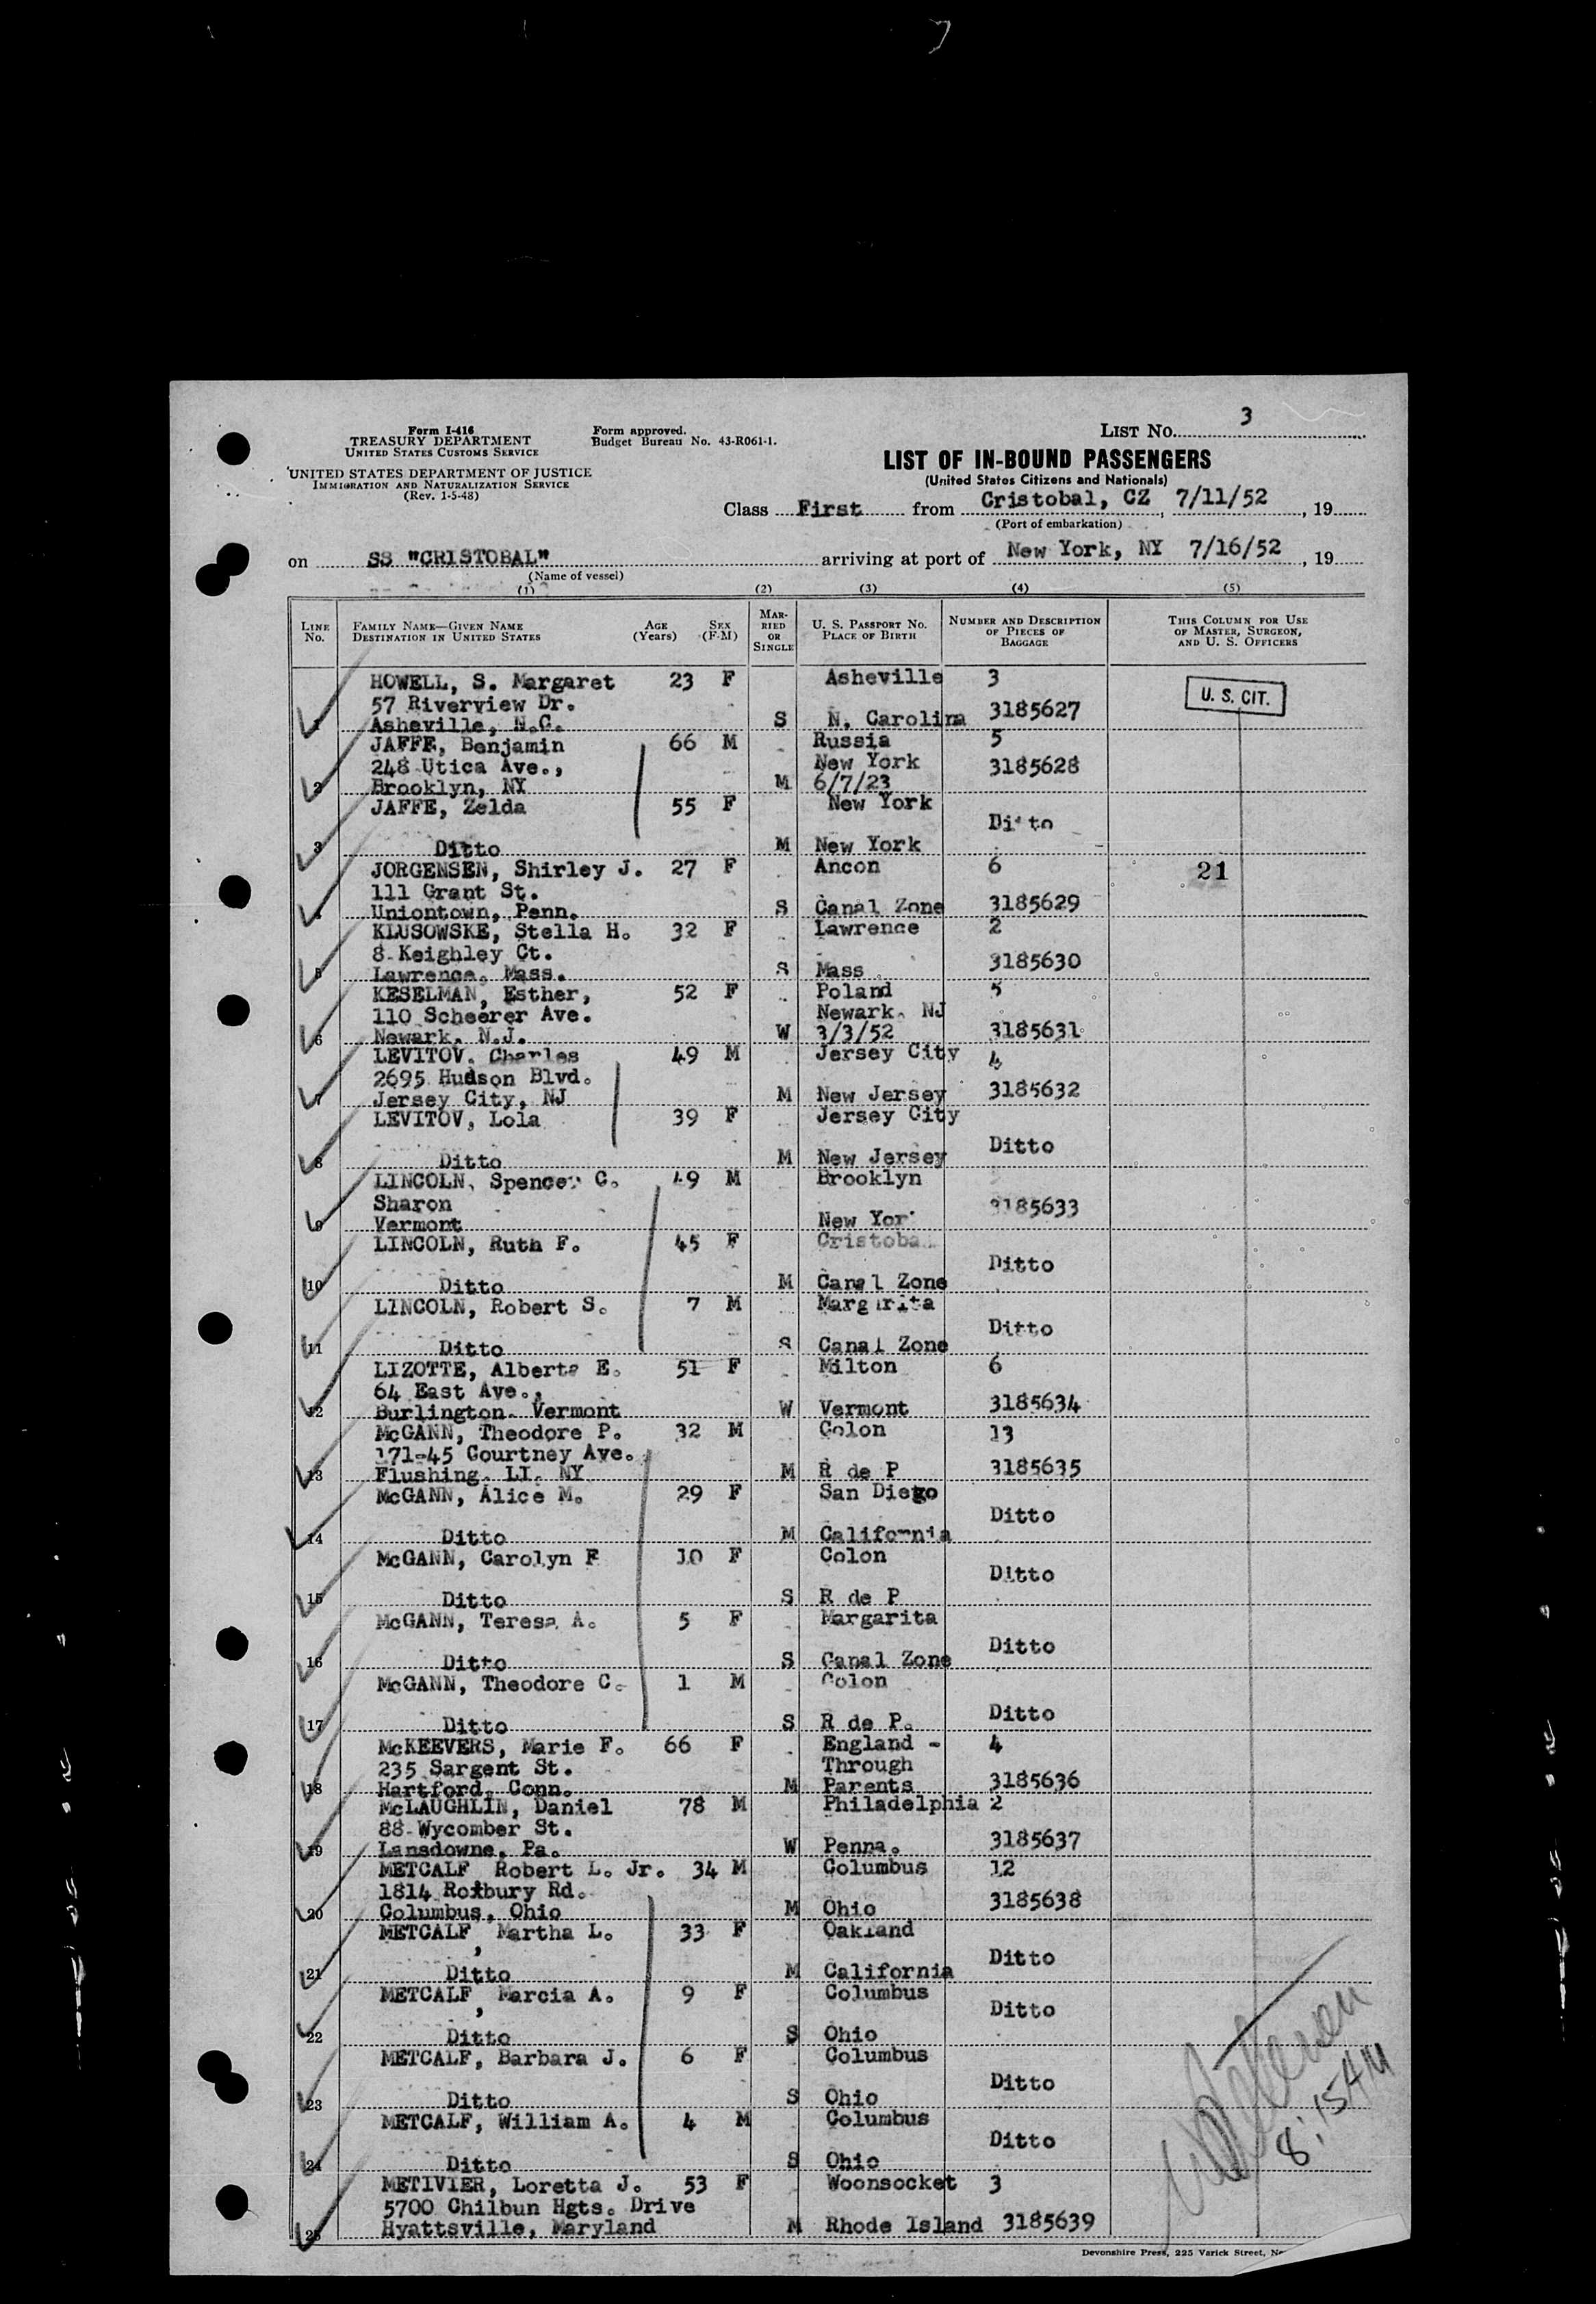 3
Form I-416
TREASURY DEPARTMENT
UNITED STATES CUSTOMS SERVICE
Form approved.
Budget Bureau No. 43-R061-1.
LIST NO.
UNITED STATES DEPARTMENT OF JUSTICE
IMMIGRATION AND NATURALIZATION SERVICE
(Rev. 1-5-48)
LIST OF IN-BOUND PASSENGERS
(United States Citizens and Nationals)
Class First from Cristobal, CZ 7/11/52, 19
(Port of embarkation)
on SS "CRISTOBAL" arriving at port of New York, NY 7/16/52, 19
(Name of vessel)
(1) (2) (3) (4) (5)
LINE NO. FAMILY NAME—GIVEN NAME DESTINATION IN UNITED STATES AGE (Years) SEX (F-M) MARRIED OR SINGLE U. S. PASSPORT NO. PLACE OF BIRTH NUMBER AND DESCRIPTION OF PIECES OF BAGGAGE THIS COLUMN FOR USE OF MASTER, SURGEON, AND U. S. OFFICERS
HOWELL, S. Margaret 23 F Asheville 3
U. S. CIT.
57 Riverview Dr.
1 Asheville, N.C. S N. Carolina 3185627
JAFFE, Benjamin 66 M Russia 5
248 Utica Ave., New York 3185628
2 Brooklyn, NY M 6/7/23
JAFFE, Zelda 55 F New York
Ditto
3 Ditto M New York
JORGENSEN, Shirley J. 27 F Ancon 6 21
111 Grant St.
4 Uniontown, Penn. S Canal Zone 3185629
KLUSOWSKE, Stella H. 32 F Lawrence 2
8 Keighley Ct.
5 Lawrence, Mass. S Mass 3185630
KESELMAN, Esther, 52 F Poland 5
110 Scheerer Ave. Newark, NJ
6 Newark, N.J. W 3/3/52 3185631
LEVITOV, Charles 49 M Jersey City 4
2695 Hudson Blvd.
7 Jersey City, NJ M New Jersey 3185632
LEVITOV, Lola 39 F Jersey City
Ditto
8 Ditto M New Jersey
LINCOLN, Spencer C. 49 M Brooklyn
Sharon 3185633
9 Vermont New Yor
LINCOLN, Ruth F. 45 F Cristobal
Ditto
10 Ditto M Canal Zone
LINCOLN, Robert S. 7 M Margarita
Ditto
11 Ditto S Canal Zone
LIZOTTE, Alberta E. 51 F Milton 6
64 East Ave.,
12 Burlington, Vermont W Vermont 3185634
McGANN, Theodore P. 32 M Colon 13
171-45 Courtney Ave.
13 Flushing, LI, NY M R de P 3185635
McGANN, Alice M. 29 F San Diego
Ditto
14 Ditto M California
McGANN, Carolyn F 10 F Colon
Ditto
15 Ditto S R de P
McGANN, Teresa A. 5 F Margarita
Ditto
16 Ditto S Canal Zone
McGANN, Theodore C. 1 M Colon
Ditto
17 Ditto S R de P.
McKEEVERS, Marie F. 66 F England - 4
235 Sargent St. Through
18 Hartford, Conn. M Parents 3185636
McLAUGHLIN, Daniel 78 M Philadelphia 2
88 Wycomber St.
19 Lansdowne, Pa. W Penna. 3185637
METCALF Robert L. Jr. 34 M Columbus 12
1814 Roxbury Rd.
20 Columbus, Ohio M Ohio 3185638
METCALF, Martha L. 33 F Oakland
Ditto
21 Ditto M California
METCALF, Marcia A. 9 F Columbus
Ditto
22 Ditto S Ohio
METCALF, Barbara J. 6 F Columbus
Ditto
23 Ditto S Ohio
METCALF, William A. 4 M Columbus
Ditto
24 Ditto S Ohio
8:15 AM
METIVIER, Loretta J. 53 F Woonsocket 3
5700 Chilbun Hgts. Drive
25 Hyattsville, Maryland M Rhode Island 3185639
Devonshire Press, 225 Varick Street,